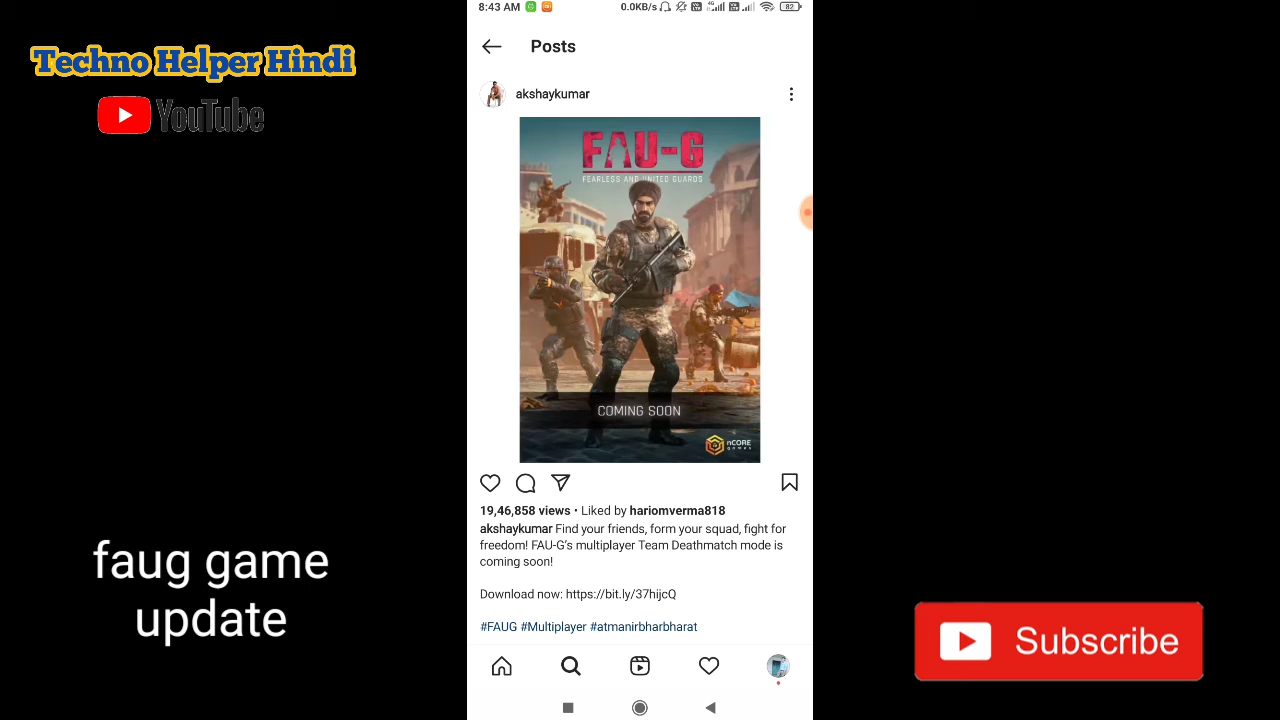 Techno Helper Hindi
YouTube
faug game
update
8:43 AM
0.0KB/s
4G
82
Posts
akshaykumar
FAU-G
FEARLESS AND UNITED GUARDS
COMING SOON
nCORE
games
19,46,858 views • Liked by hariomverma818
akshaykumar Find your friends, form your squad, fight for
freedom! FAU-G's multiplayer Team Deathmatch mode is
coming soon!
Download now: https://bit.ly/37hijcQ
#FAUG #Multiplayer #atmanirbharbharat
Subscribe